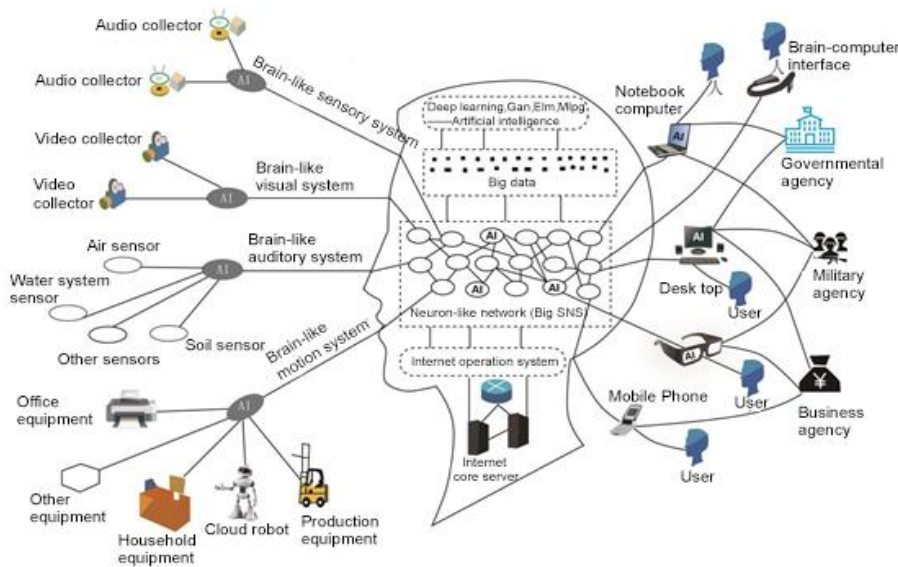 Audio collector
Audio collector
AI
Brain-like sensory system
Video collector
Video
collector
AI
Brain-like
visual system
Air sensor
Water system
sensor
Other sensors
Soil sensor
AI
Brain-like
auditory system
Brain-like
motion system
Office
equipment
AI
Other
equipment
Household
equipment
Cloud robot
Production
equipment
Deep learning,Gan,Elm,Mlpg
Artificial intelligence
Big data
AI
AI
AI
Neuron-like network (Big SNS)
Internet operation system
Internet
core server
Brain-computer
interface
Notebook
computer
AI
Governmental
agency
AI
Desk top
User
Military
agency
AI
User
¥
Business
agency
Mobile Phone
User